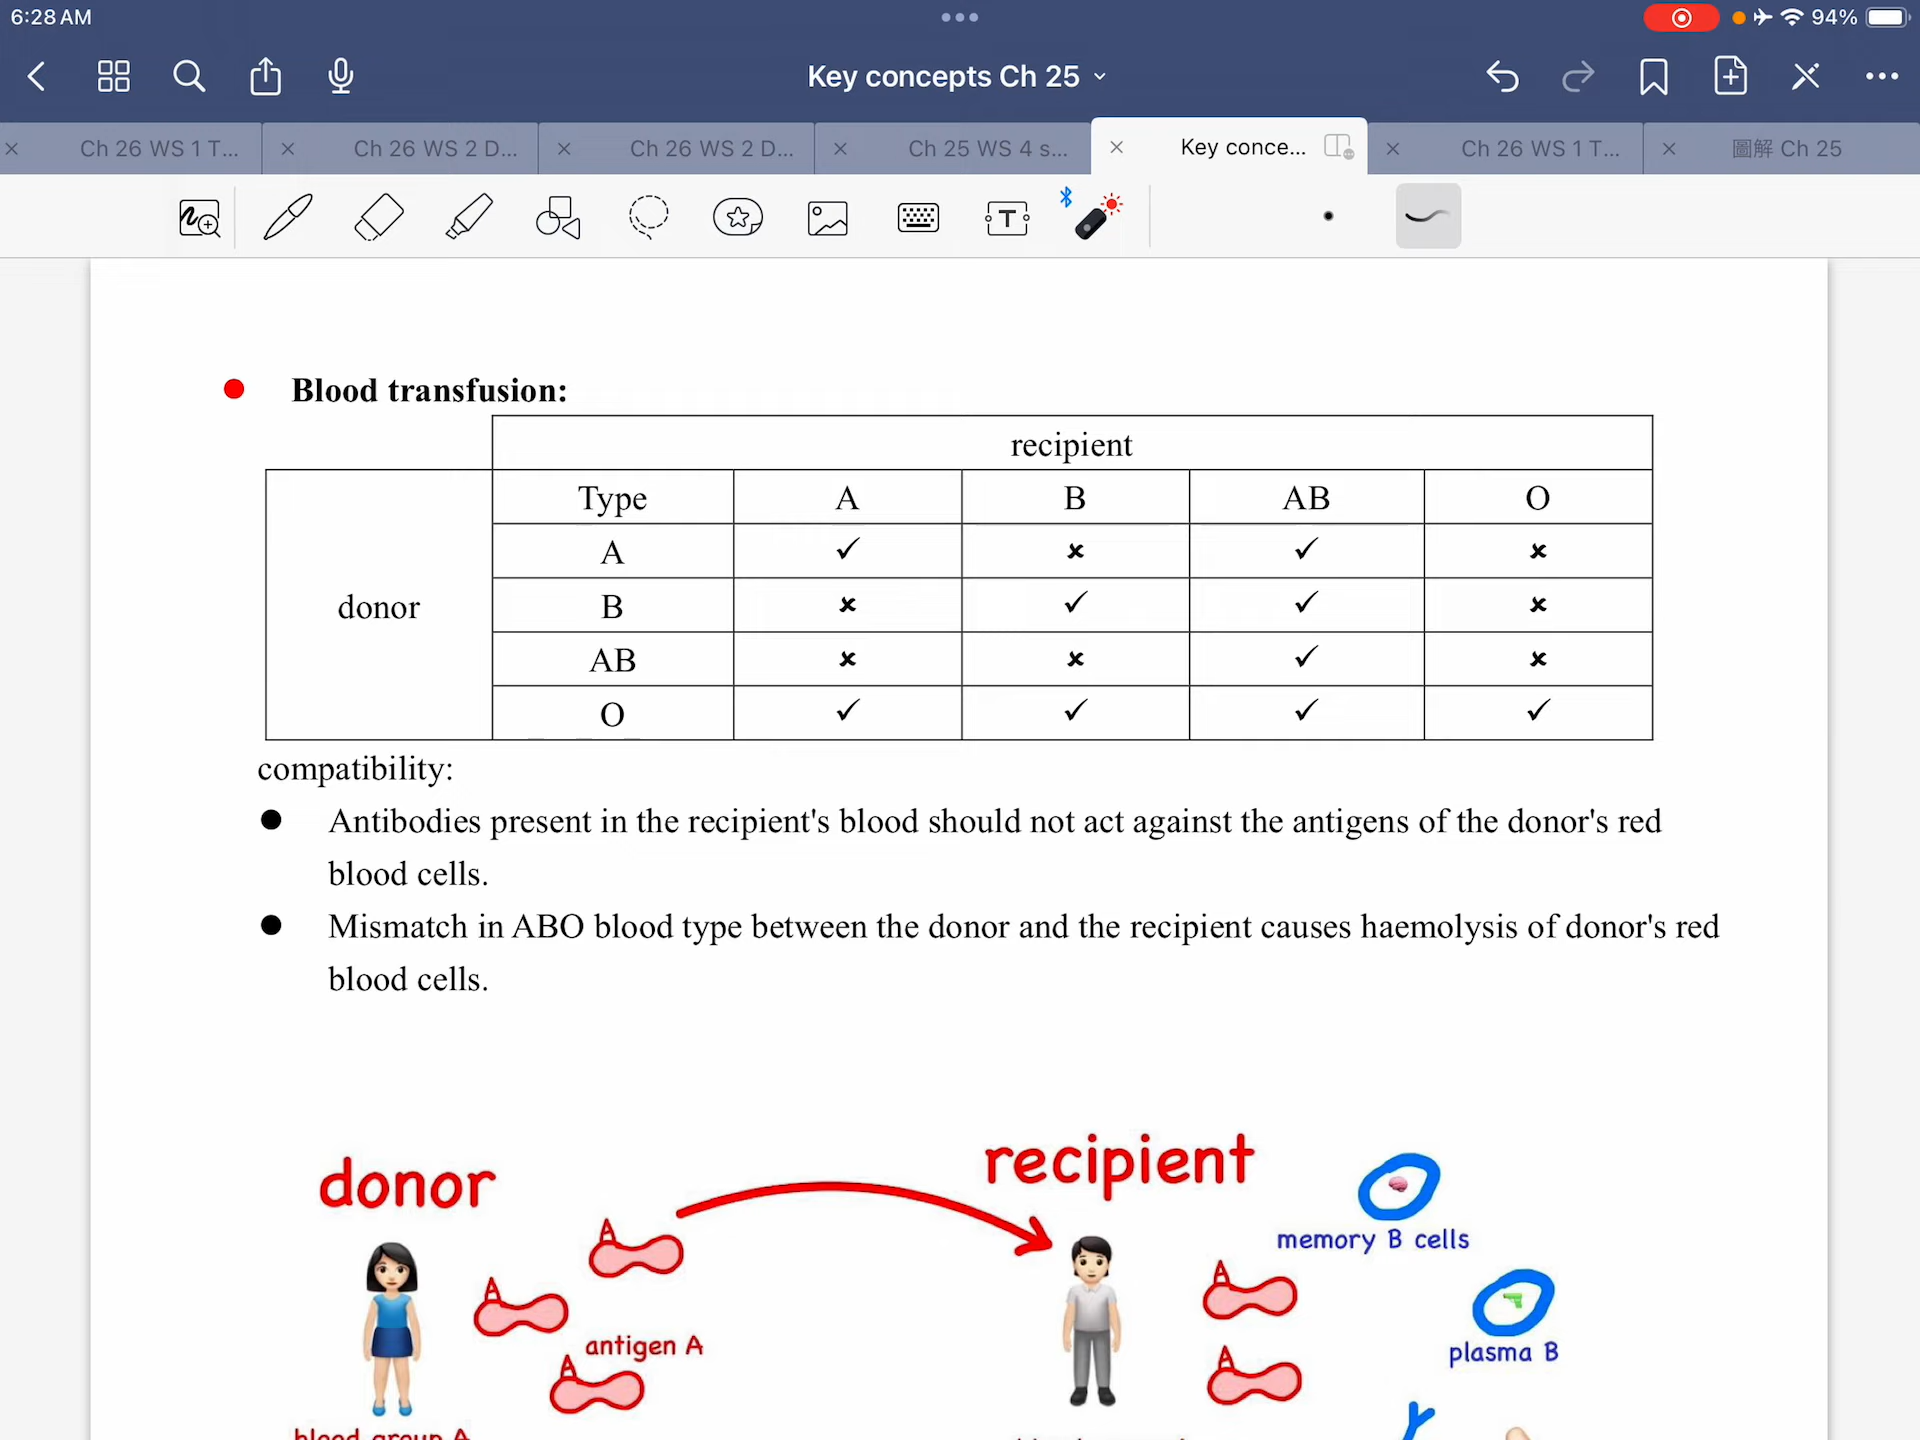 6:28 AM
94%
Key concepts Ch 25
Ch 26 WS 1 T...
Ch 26 WS 2 D...
Ch 26 WS 2 D...
Ch 25 WS 4 s...
Key conce...
Ch 26 WS 1 T...
圖解 Ch 25
T
Blood transfusion:
recipient
donor
Type A B AB O
A ✓ ✗ ✓ ✗
B ✗ ✓ ✓ ✗
AB ✗ ✗ ✓ ✗
O ✓ ✓ ✓ ✓
compatibility:
● Antibodies present in the recipient's blood should not act against the antigens of the donor's red
blood cells.
● Mismatch in ABO blood type between the donor and the recipient causes haemolysis of donor's red
blood cells.
donor
recipient
memory B cells
antigen A
plasma B
blood group A